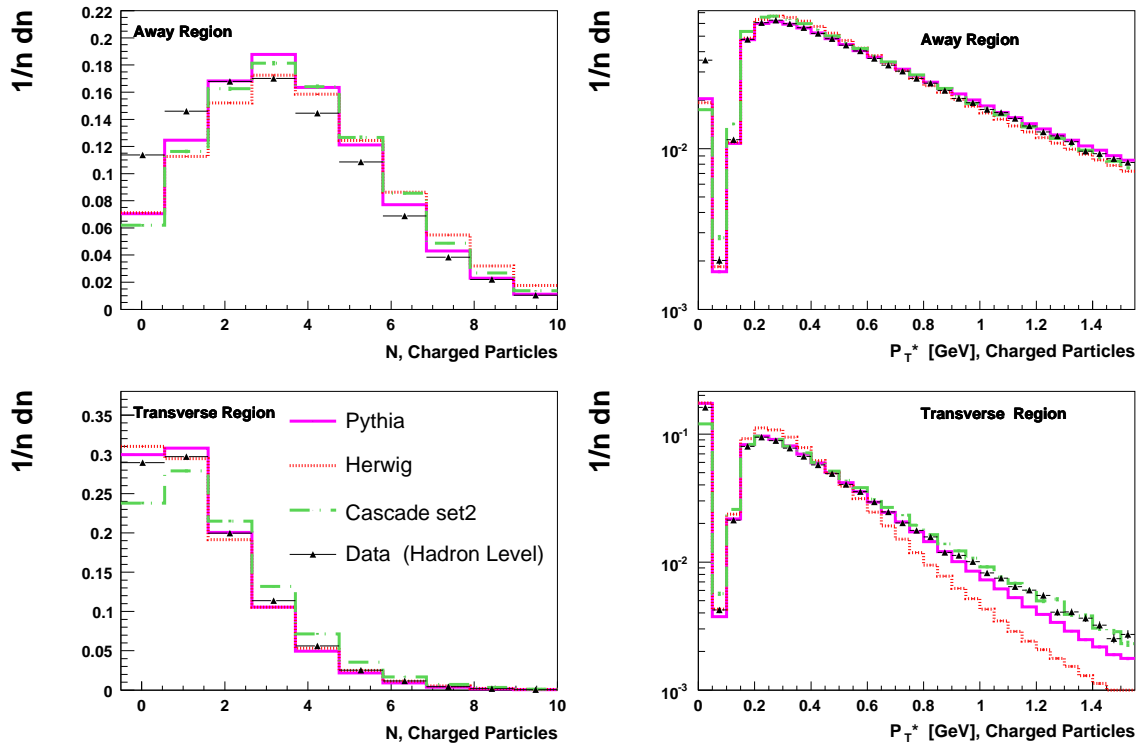 1/n dn
Away Region
0.22
0.2
0.18
0.16
0.14
0.12
0.1
0.08
0.06
0.04
0.02
0
0 2 4 6 8 10
N, Charged Particles
1/n dn
Away Region
10-2
10-3
0 0.2 0.4 0.6 0.8 1 1.2 1.4
PT* [GeV], Charged Particles
1/n dn
Transverse Region
0.35
0.3
0.25
0.2
0.15
0.1
0.05
0
Pythia
Herwig
Cascade set2
Data (Hadron Level)
0 2 4 6 8 10
N, Charged Particles
1/n dn
Transverse Region
10-1
10-2
10-3
0 0.2 0.4 0.6 0.8 1 1.2 1.4
PT* [GeV], Charged Particles